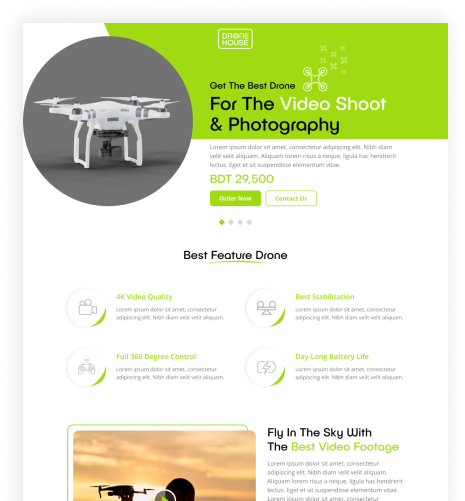 DRONE
HOUSE
Get The Best Drone
For The Video Shoot
& Photography
Lorem ipsum dolor sit amet, consectetur adipiscing elit. Nibh diam
velit velit aliquam. Aliquam lorem risus a neque, ligula hac hendrerit
lectus. Eget et sit suspendisse elementum vitae.
BDT 29,500
Order Now
Contact Us
Best Feature Drone
4K Video Quality
Lorem ipsum dolor sit amet, consectetur
adipiscing elit. Nibh diam velit velit aliquam.
Best Stabilization
Lorem ipsum dolor sit amet, consectetur
adipiscing elit. Nibh diam velit velit aliquam.
Full 360 Degree Control
Lorem ipsum dolor sit amet, consectetur
adipiscing elit. Nibh diam velit velit aliquam.
Day-Long Battery Life
Lorem ipsum dolor sit amet, consectetur
adipiscing elit. Nibh diam velit velit aliquam.
Fly In The Sky With
The Best Video Footage
Lorem ipsum dolor sit amet, consectetur
adipiscing elit. Nibh diam velit velit aliquam.
Aliquam lorem risus a neque, ligula hac hendrerit
lectus. Eget et sit suspendisse elementum vitae.
Lorem ipsum dolor sit amet, consectetur